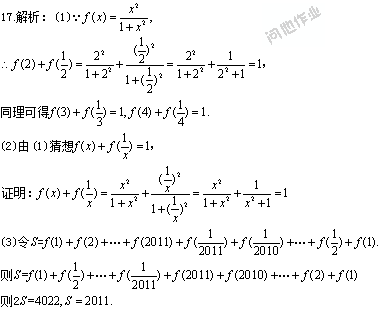 17.解析: (1)∵f(x)=x²/(1+x²),
∴f(2)+f(1/2)=2²/(1+2²)+(1/2)²/(1+(1/2)²)=2²/(1+2²)+1/(2²+1)=1,
同理可得f(3)+f(1/3)=1,f(4)+f(1/4)=1.
(2)由(1)猜想f(x)+f(1/x)=1,
证明:f(x)+f(1/x)=x²/(1+x²)+(1/x)²/(1+(1/x)²)=x²/(1+x²)+1/(x²+1)=1
(3)令S=f(1)+f(2)+⋯+f(2011)+f(1/2011)+f(1/2010)+⋯+f(1/2)+f(1).
则S=f(1)+f(1/2)+⋯+f(1/2011)+f(2011)+f(2010)+⋯+f(2)+f(1)
则2S=4022,S=2011.
问他作业